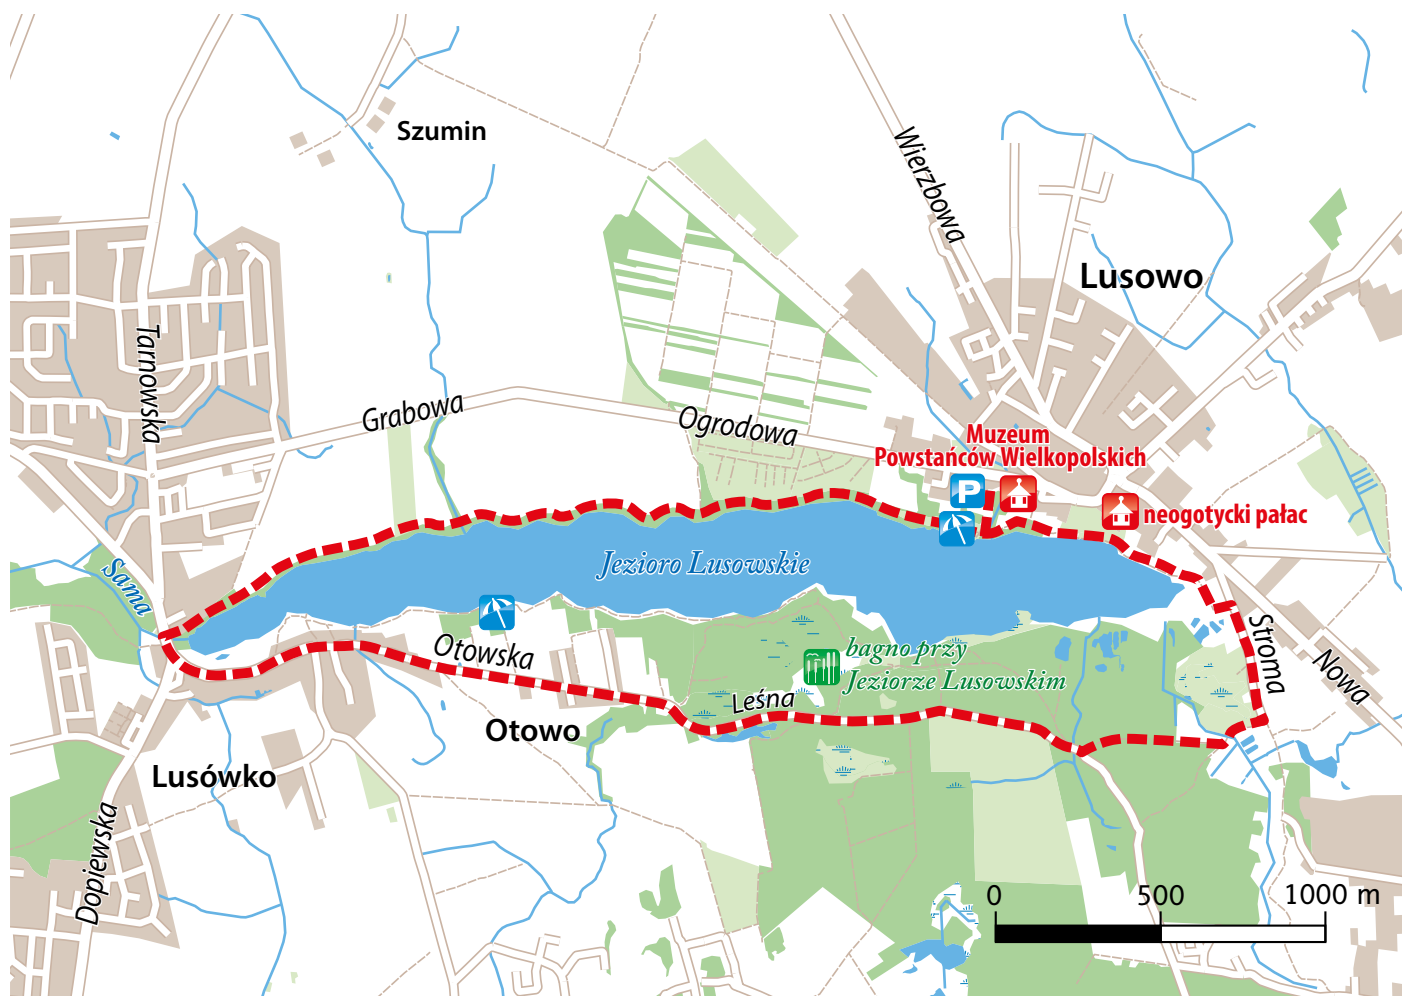 Szumin
Wierzbowa
Lusowo
Tarnowska
Grabowa
Ogrodowa
Muzeum
Powstańców Wielkopolskich
P
neogotycki pałac
Jezioro Lusowskie
Sama
Otowska
bagno przy
Jeziorze Lusowskim
Stroma
Nowa
Leśna
Otowo
Lusówko
Dopiewska
0 500 1000 m